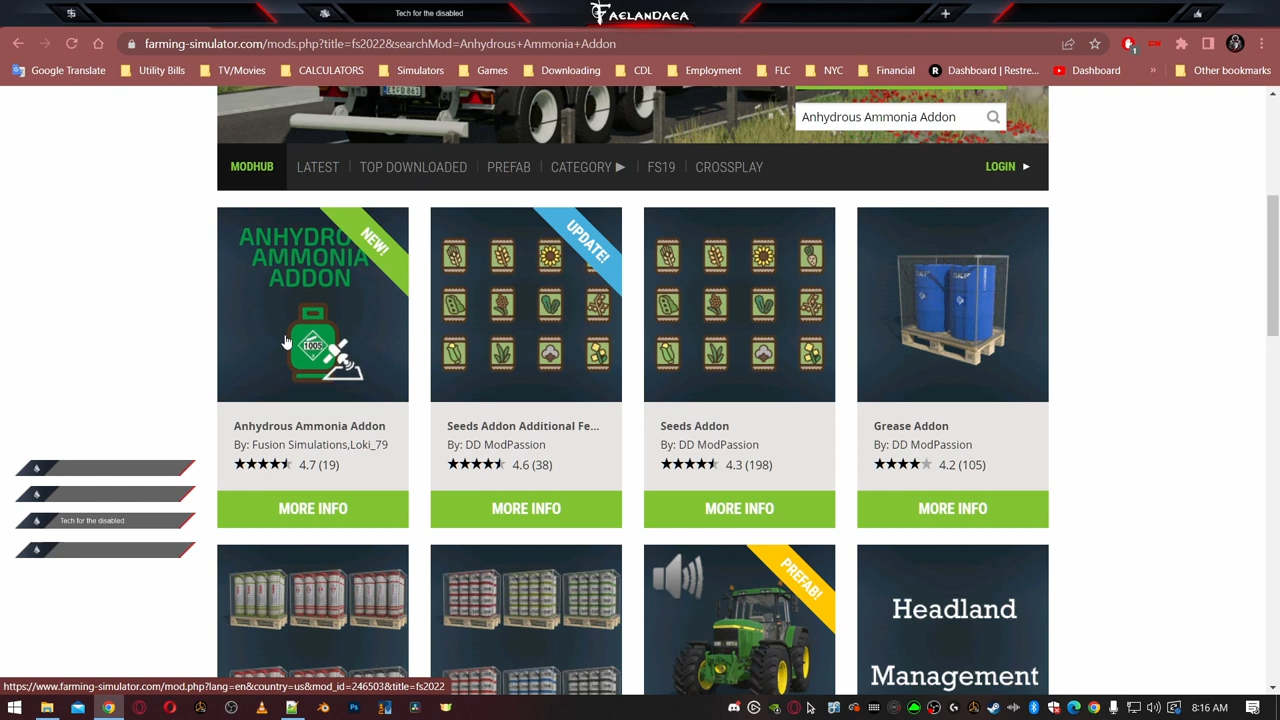 Tech for the disabled
FAELANDAEA
farming-simulator.com/mods.php?title=fs2022&searchMod=Anhydrous+Ammonia+Addon
Google Translate
Utility Bills
TV/Movies
CALCULATORS
Simulators
Games
Downloading
CDL
Employment
FLC
NYC
Financial
Dashboard | Restre...
Dashboard
»
Other bookmarks
Anhydrous Ammonia Addon
MODHUB
LATEST
TOP DOWNLOADED
PREFAB
CATEGORY ▶
FS19
CROSSPLAY
LOGIN ▶
ANHYDRO
AMMONIA
ADDON
1005
NEW!
UPDATE!
Anhydrous Ammonia Addon
By: Fusion Simulations,Loki_79
4.7 (19)
MORE INFO
Seeds Addon Additional Fe...
By: DD ModPassion
4.6 (38)
MORE INFO
Seeds Addon
By: DD ModPassion
4.3 (198)
MORE INFO
Grease Addon
By: DD ModPassion
4.2 (105)
MORE INFO
Tech for the disabled
PREFAB!
Headland
Management
https://www.farming-simulator.com/mod.php?lang=en&country=us&mod_id=246503&title=fs2022
8:16 AM